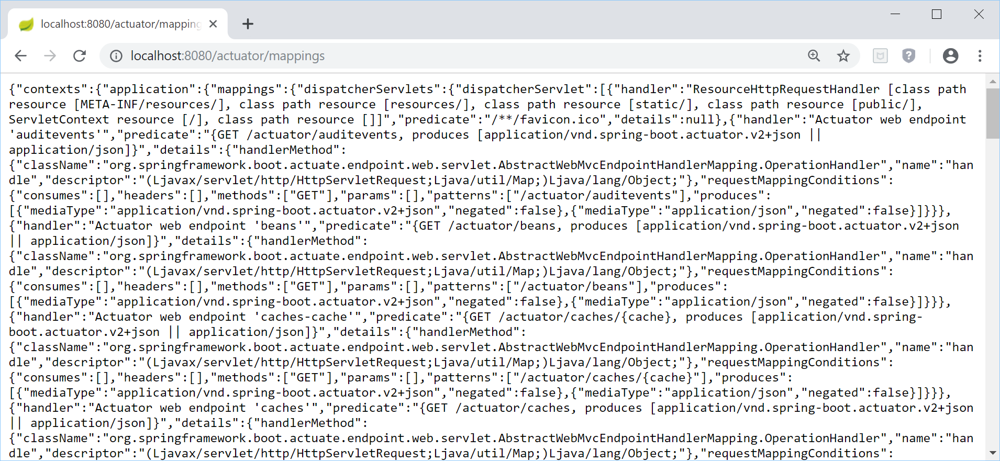 localhost:8080/actuator/mapping
localhost:8080/actuator/mappings
{"contexts":{"application":{"mappings":{"dispatcherServlets":{"dispatcherServlet":[{"handler":"ResourceHttpRequestHandler [class path
resource [META-INF/resources/], class path resource [resources/], class path resource [static/], class path resource [public/],
ServletContext resource [/], class path resource []]","predicate":"/**/favicon.ico","details":null},{"handler":"Actuator web endpoint
'auditevents'","predicate":"{GET /actuator/auditevents, produces [application/vnd.spring-boot.actuator.v2+json ||
application/json]}","details":{"handlerMethod":
{"className":"org.springframework.boot.actuate.endpoint.web.servlet.AbstractWebMvcEndpointHandlerMapping.OperationHandler","name":"han
dle","descriptor":"(Ljavax/servlet/http/HttpServletRequest;Ljava/util/Map;)Ljava/lang/Object;"},"requestMappingConditions":
{"consumes":[],"headers":[],"methods":["GET"],"params":[],"patterns":["/actuator/auditevents"],"produces":
[{"mediaType":"application/vnd.spring-boot.actuator.v2+json","negated":false},{"mediaType":"application/json","negated":false}]}}},
{"handler":"Actuator web endpoint 'beans'","predicate":"{GET /actuator/beans, produces [application/vnd.spring-boot.actuator.v2+json
|| application/json]}","details":{"handlerMethod":
{"className":"org.springframework.boot.actuate.endpoint.web.servlet.AbstractWebMvcEndpointHandlerMapping.OperationHandler","name":"han
dle","descriptor":"(Ljavax/servlet/http/HttpServletRequest;Ljava/util/Map;)Ljava/lang/Object;"},"requestMappingConditions":
{"consumes":[],"headers":[],"methods":["GET"],"params":[],"patterns":["/actuator/beans"],"produces":
[{"mediaType":"application/vnd.spring-boot.actuator.v2+json","negated":false},{"mediaType":"application/json","negated":false}]}}},
{"handler":"Actuator web endpoint 'caches-cache'","predicate":"{GET /actuator/caches/{cache}, produces [application/vnd.spring-
boot.actuator.v2+json || application/json]}","details":{"handlerMethod":
{"className":"org.springframework.boot.actuate.endpoint.web.servlet.AbstractWebMvcEndpointHandlerMapping.OperationHandler","name":"han
dle","descriptor":"(Ljavax/servlet/http/HttpServletRequest;Ljava/util/Map;)Ljava/lang/Object;"},"requestMappingConditions":
{"consumes":[],"headers":[],"methods":["GET"],"params":[],"patterns":["/actuator/caches/{cache}"],"produces":
[{"mediaType":"application/vnd.spring-boot.actuator.v2+json","negated":false},{"mediaType":"application/json","negated":false}]}}},
{"handler":"Actuator web endpoint 'caches'","predicate":"{GET /actuator/caches, produces [application/vnd.spring-boot.actuator.v2+json
|| application/json]}","details":{"handlerMethod":
{"className":"org.springframework.boot.actuate.endpoint.web.servlet.AbstractWebMvcEndpointHandlerMapping.OperationHandler","name":"han
dle","descriptor":"(Ljavax/servlet/http/HttpServletRequest;Ljava/util/Map;)Ljava/lang/Object;"},"requestMappingConditions":